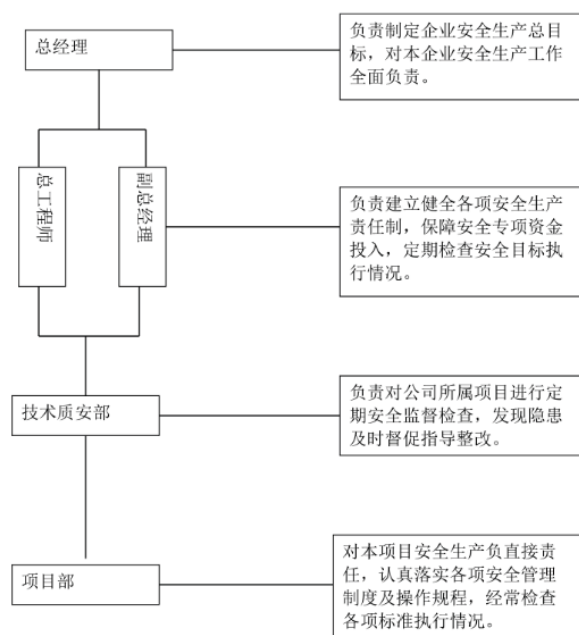 总经理
负责制定企业安全生产总目
标，对本企业安全生产工作
全面负责。
总工程师
副总经理
负责建立健全各项安全生产
责任制，保障安全专项资金
投入，定期检查安全目标执
行情况。
技术质安部
负责对公司所属项目进行定
期安全监督检查，发现隐患
及时督促指导整改。
项目部
对本项目安全生产负直接责
任，认真落实各项安全管理
制度及操作规程，经常检查
各项标准执行情况。